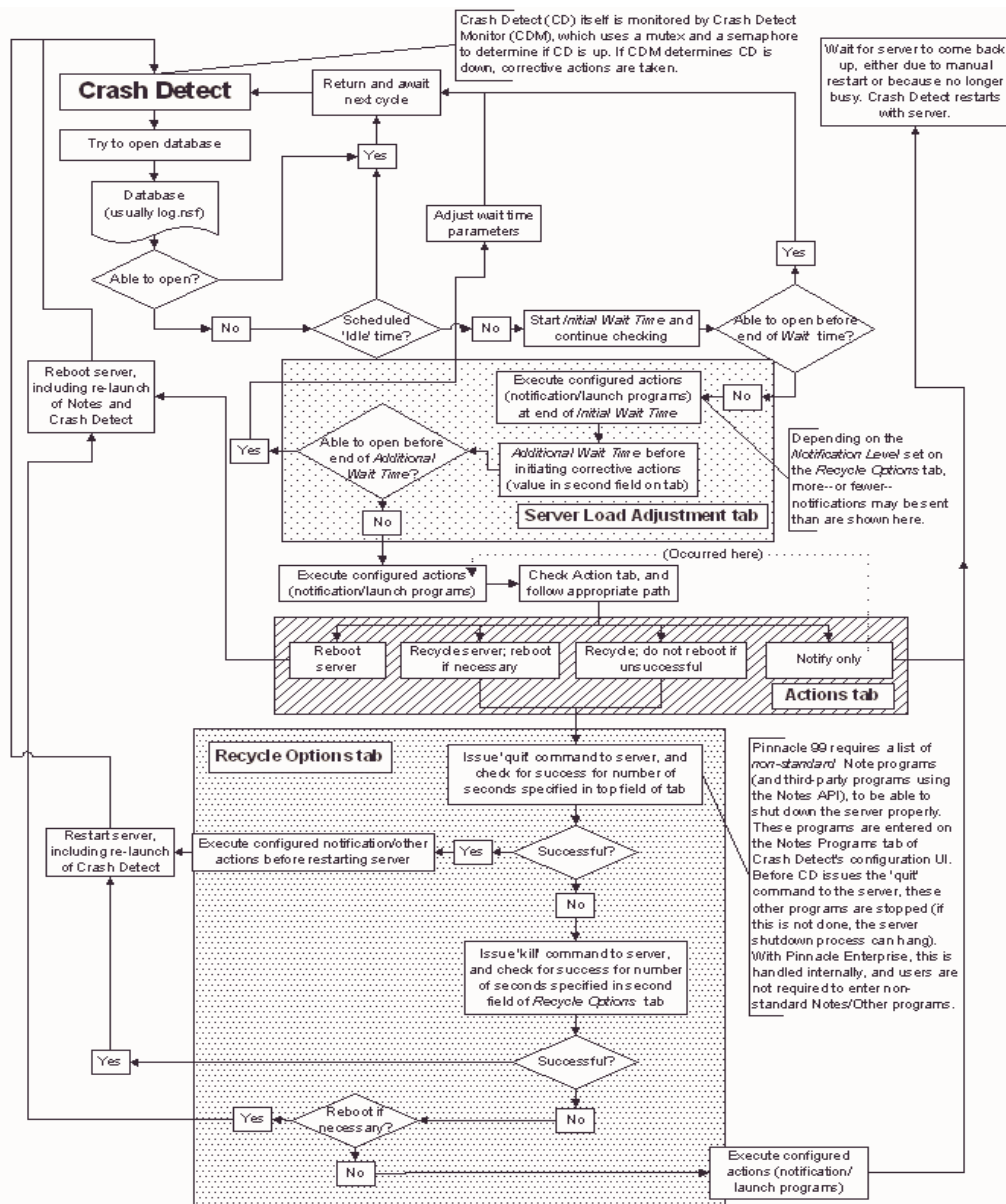 Crash Detect (CD) itself is monitored by Crash Detect
Monitor (CDM), which uses a mutex and a semaphore
to determine if CD is up. If CDM determines CD is
down, corrective actions are taken.
Wait for server to come back
up, either due to manual
restart or because no longer
busy. Crash Detect restarts
with server.
Crash Detect
Return and await
next cycle
Try to open database
Yes
Database
(usually log.nsf)
Adjust wait time
parameters
Able to open?
Yes
No
Scheduled
'Idle' time?
No
Start Initial Wait Time and
continue checking
Able to open before
end of Wait time?
Reboot server,
including re-launch
of Notes and
Crash Detect
Execute configured actions
(notification/launch programs)
at end of Initial Wait Time
No
Yes
Able to open before
end of Additional
Wait Time?
Additional Wait Time before
initiating corrective actions
(value in second field on tab)
Depending on the
Notification Level set on
the Recycle Options tab,
more-- or fewer--
notifications may be sent
than are shown here.
No
Server Load Adjustment tab
(Occurred here)
Execute configured actions
(notification/launch programs)
Check Action tab, and
follow appropriate path
Reboot
server
Recycle server; reboot
if necessary
Recycle; do not reboot if
unsuccessful
Notify only
Actions tab
Recycle Options tab
Issue 'quit' command to server, and
check for success for number of
seconds specified in top field of tab
Pinnacle 99 requires a list of
non-standard Note programs
(and third-party programs using
the Notes API), to be able to
shut down the server properly.
These programs are entered on
the Notes Programs tab of
Crash Detect's configuration UI.
Before CD issues the 'quit'
command to the server, these
other programs are stopped (if
this is not done, the server
shutdown process can hang).
With Pinnacle Enterprise, this is
handled internally, and users are
not required to enter non-
standard Notes/Other programs.
Restart server,
including re-launch
of Crash Detect
Execute configured notification/other
actions before restarting server
Yes
Successful?
No
Issue 'kill' command to server,
and check for success for number
of seconds specified in second
field of Recycle Options tab
Yes
Successful?
Yes
Reboot if
necessary?
No
No
Execute configured
actions (notification/
launch programs)